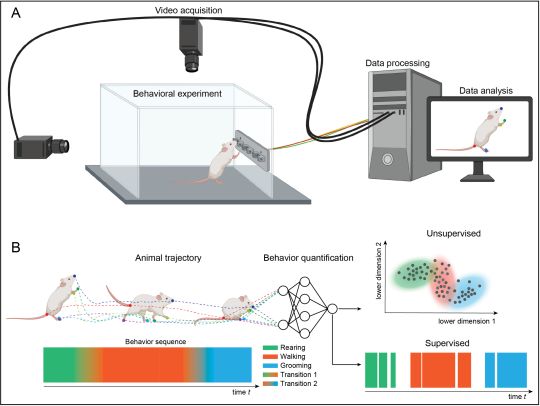 A
Video acquisition
Data processing
Behavioral experiment
Data analysis
B
Unsupervised
Animal trajectory
Behavior quantification
lower dimension 2
lower dimension 1
Behavior sequence
Rearing
Walking
Grooming
Transition 1
Transition 2
Supervised
time t
time t